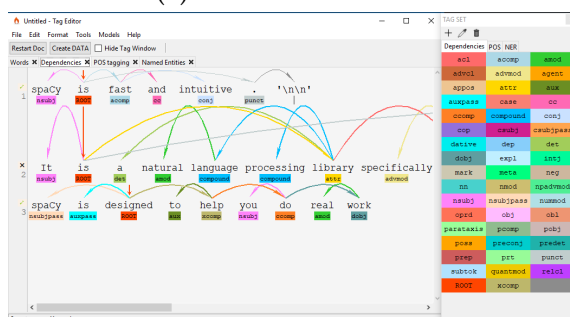 Untitled - Tag Editor
File Edit Format Tools Models Help
Restart Doc Create DATA Hide Tag Window
Words Dependencies POS tagging Named Entities
1 spaCy is fast and intuitive . '\n\n'
nsubj ROOT acomp cc conj punct
2 It is a natural language processing library specifically
nsubj ROOT det amod compound compound attr advmod
3 spaCy is designed to help you do real work
nsubjpass auxpass ROOT aux xcomp nsubj ccomp amod dobj
TAG SET
Dependencies POS NER
acl acomp amod
advcl advmod agent
appos attr aux
auxpass case cc
ccomp compound conj
cop csubj csubjpass
dative dep det
dobj expl intj
mark meta neg
nn nmod npadvmod
nsubj nsubjpass nummod
oprd obj obl
parataxis pcomp pobj
poss preconj predet
prep prt punct
subtok quantmod relcl
ROOT xcomp